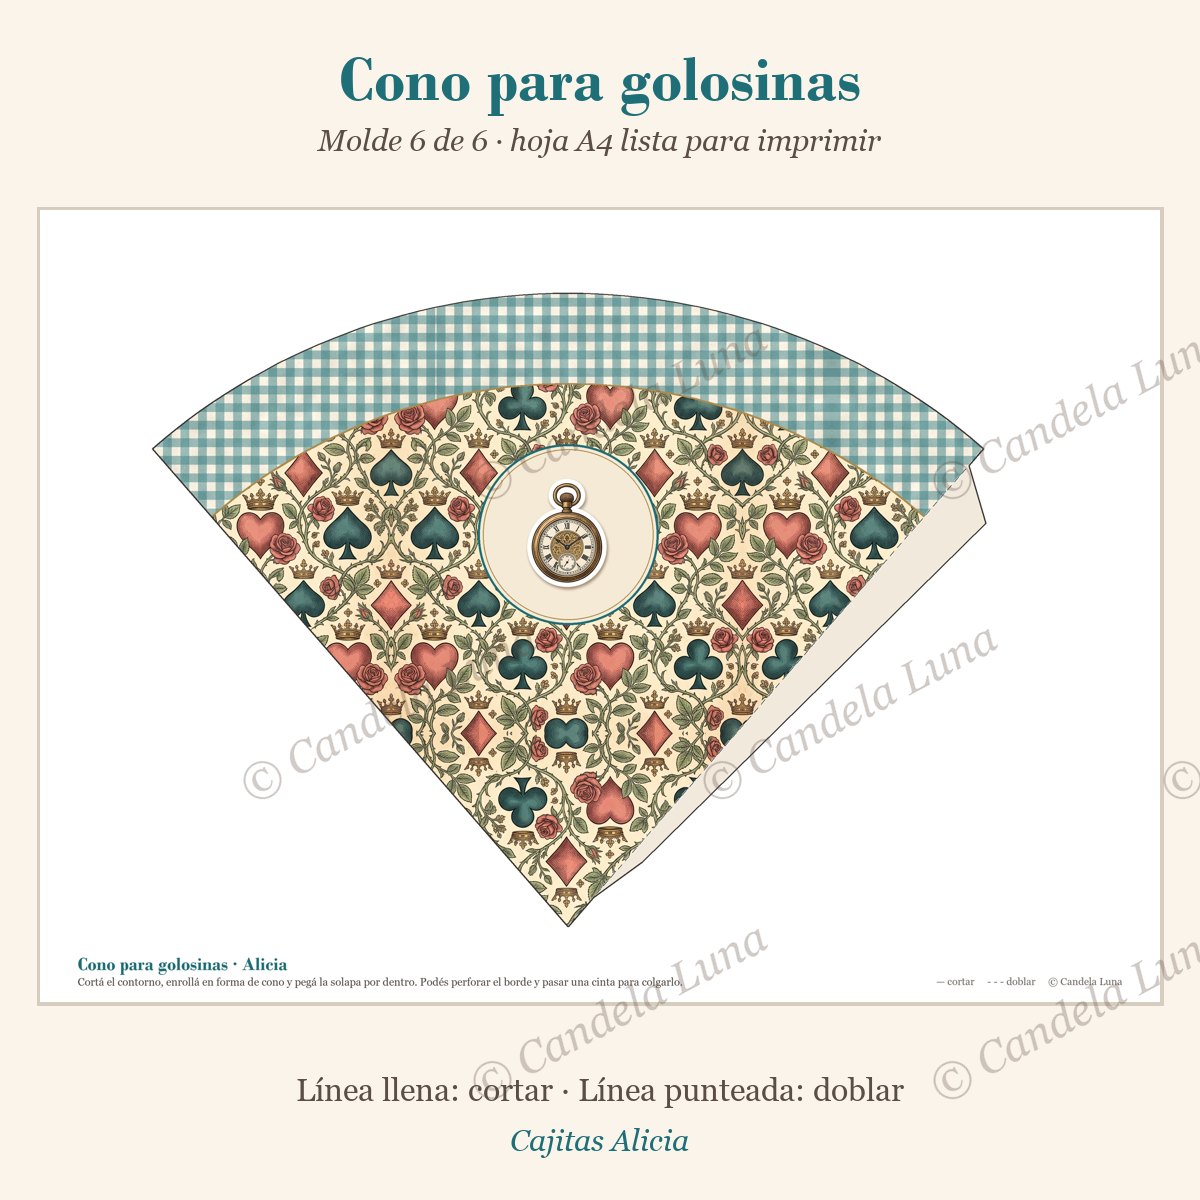 Cono para golosinas
Molde 6 de 6 · hoja A4 lista para imprimir
© Candela Luna
© Candela Lun
© Candela Luna
© Candela Luna
©
Cono para golosinas · Alicia
Cortá el contorno, enrollá en forma de cono y pegá la solapa por dentro. Podés perforar el borde y pasar una cinta para colgarlo.
— cortar - - - doblar © Candela Luna
© Candela Luna
© Candela Lun
Línea llena: cortar · Línea punteada: doblar
Cajitas Alicia